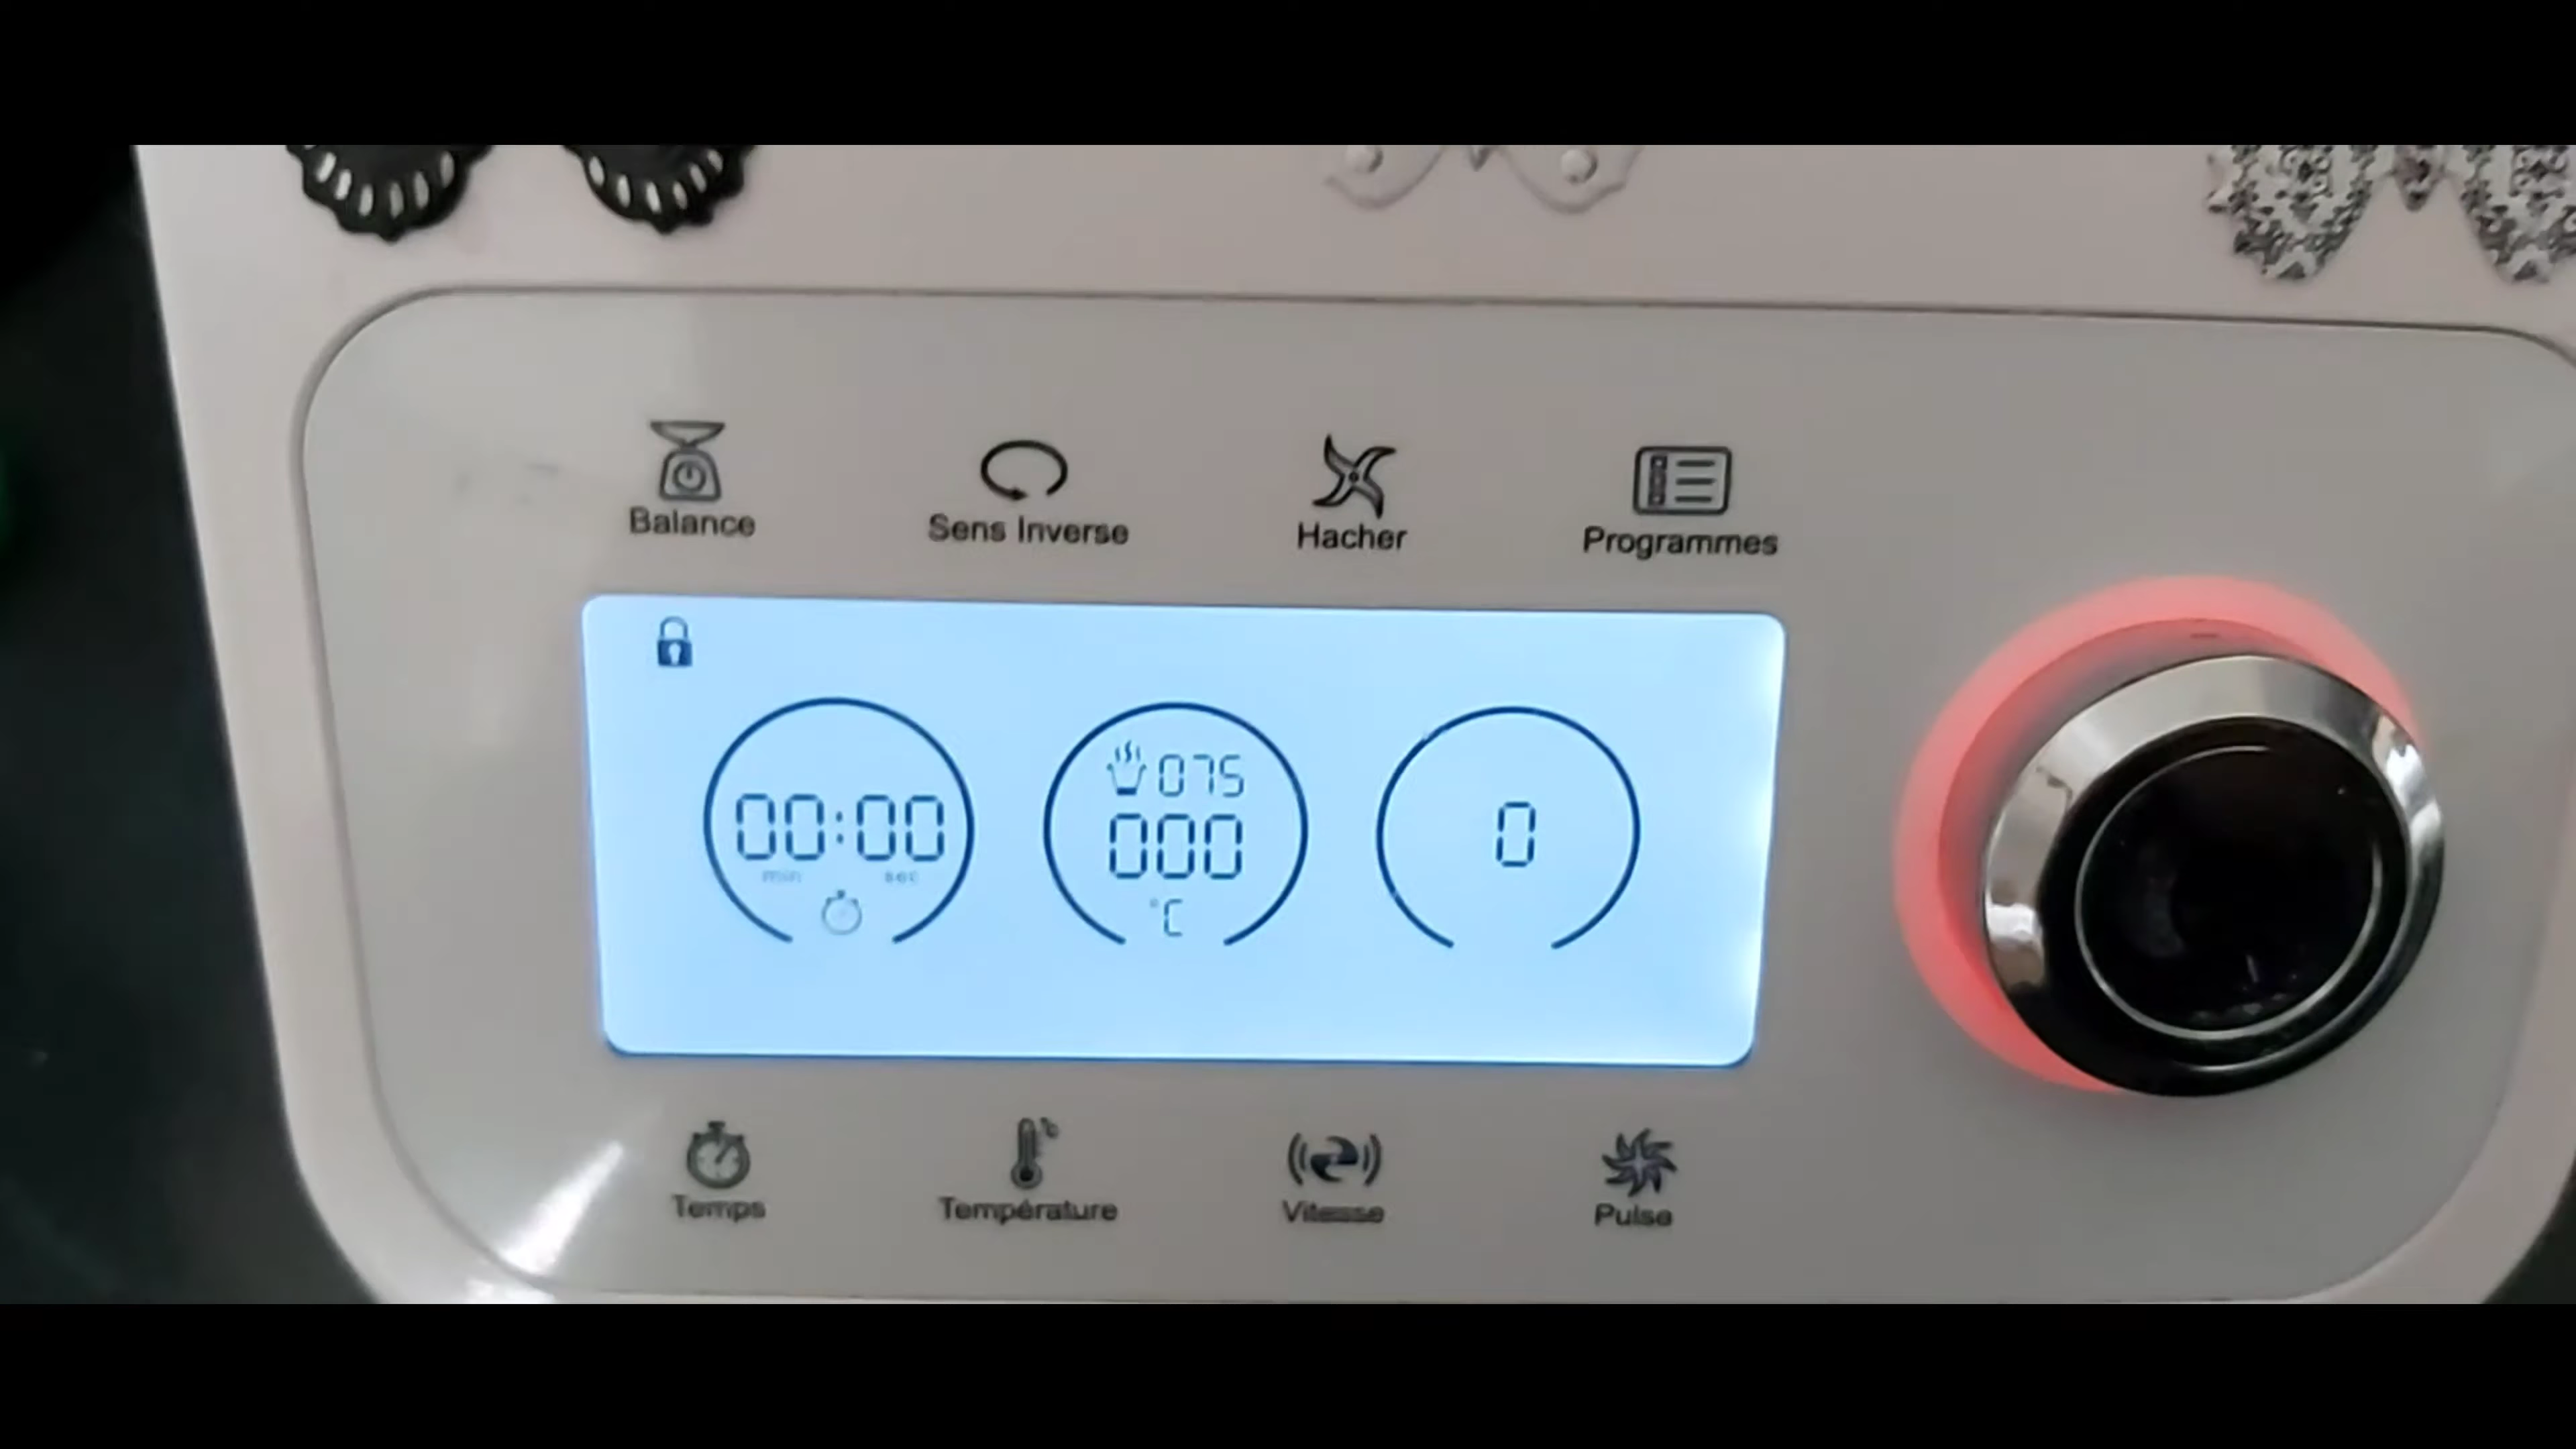 Balance
Sens Inverse
Hacher
Programmes
075
00:00
000
0
min sec
°C
Temps
Température
Vitesse
Pulse